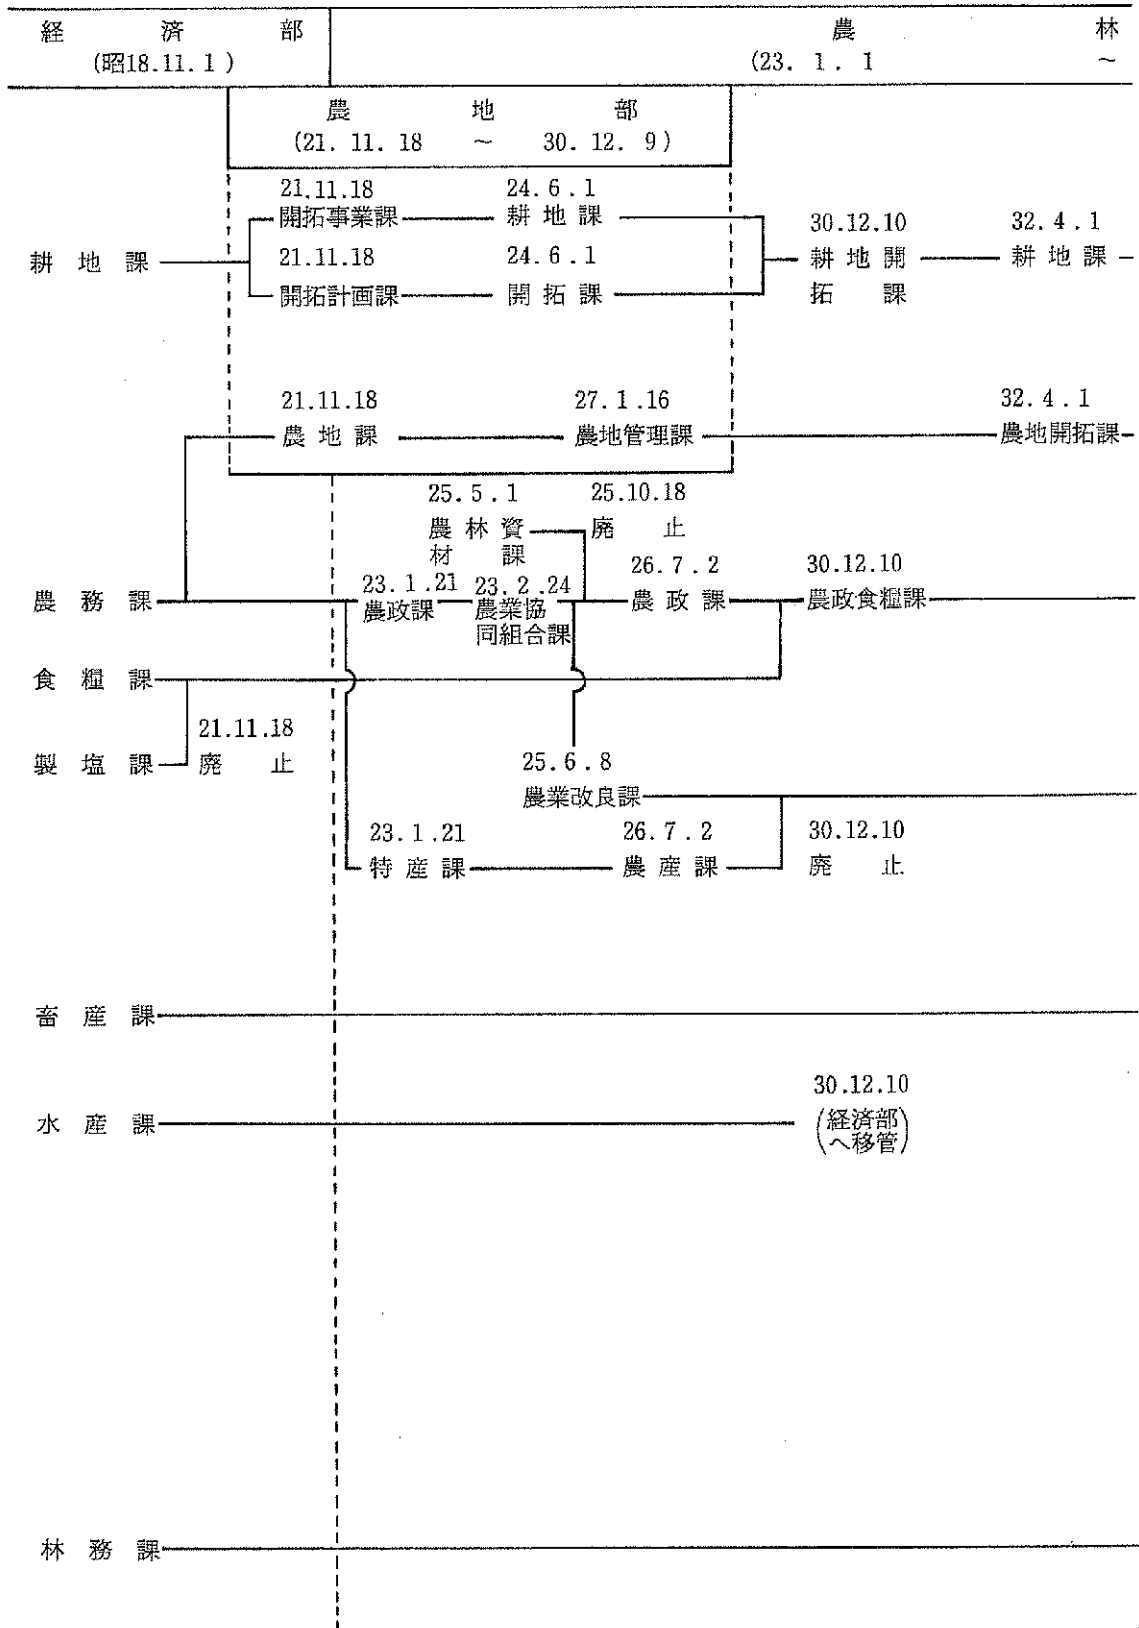 経済部 農林
(昭18.11.1) (23.1.1 ~
農地部
(21.11.18 ~ 30.12.9)
21.11.18 24.6.1
開拓事業課 耕地課
30.12.10 32.4.1
耕地課 21.11.18 24.6.1 耕地開 耕地課
開拓計画課 開拓課 拓課
21.11.18 27.1.16 32.4.1
農地課 農地管理課 農地開拓課
25.5.1 25.10.18
農林資 廃止
材課
26.7.2 30.12.10
23.1.21 23.2.24
農務課 農政課 農業協 農政課 農政食糧課
同組合課
食糧課
21.11.18
製塩課 廃止
25.6.8
農業改良課
23.1.21 26.7.2 30.12.10
特産課 農産課 廃止
畜産課
30.12.10
水産課 (経済部
へ移管)
林務課